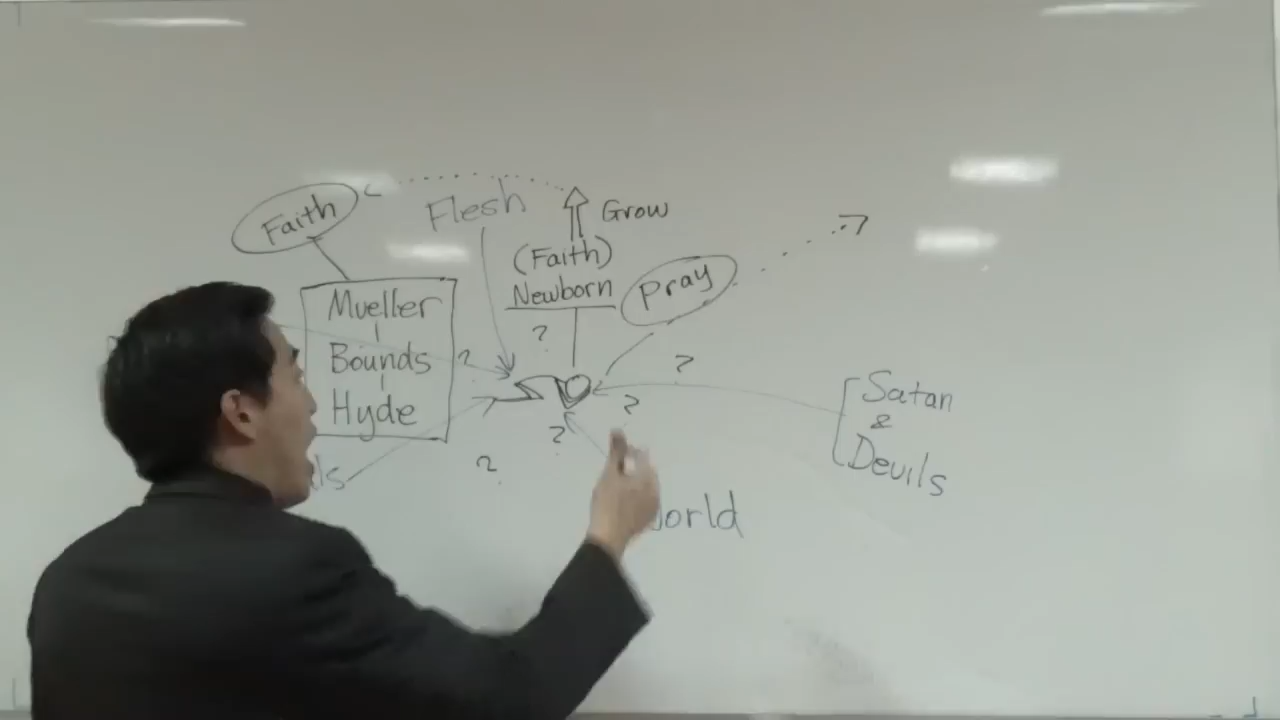 Faith
Flesh
Grow
(Faith)
Newborn
Pray
Mueller
Bounds
Hyde
?
?
?
?
?
?
Satan
&
Devils